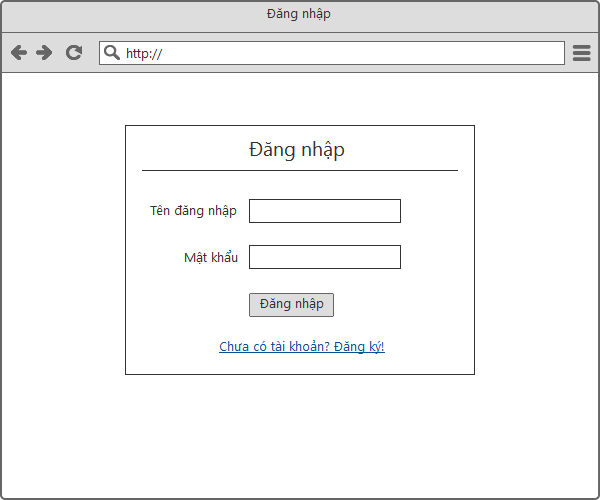 Đăng nhập
http://
Đăng nhập
Tên đăng nhập
Mật khẩu
Đăng nhập
Chưa có tài khoản? Đăng ký!